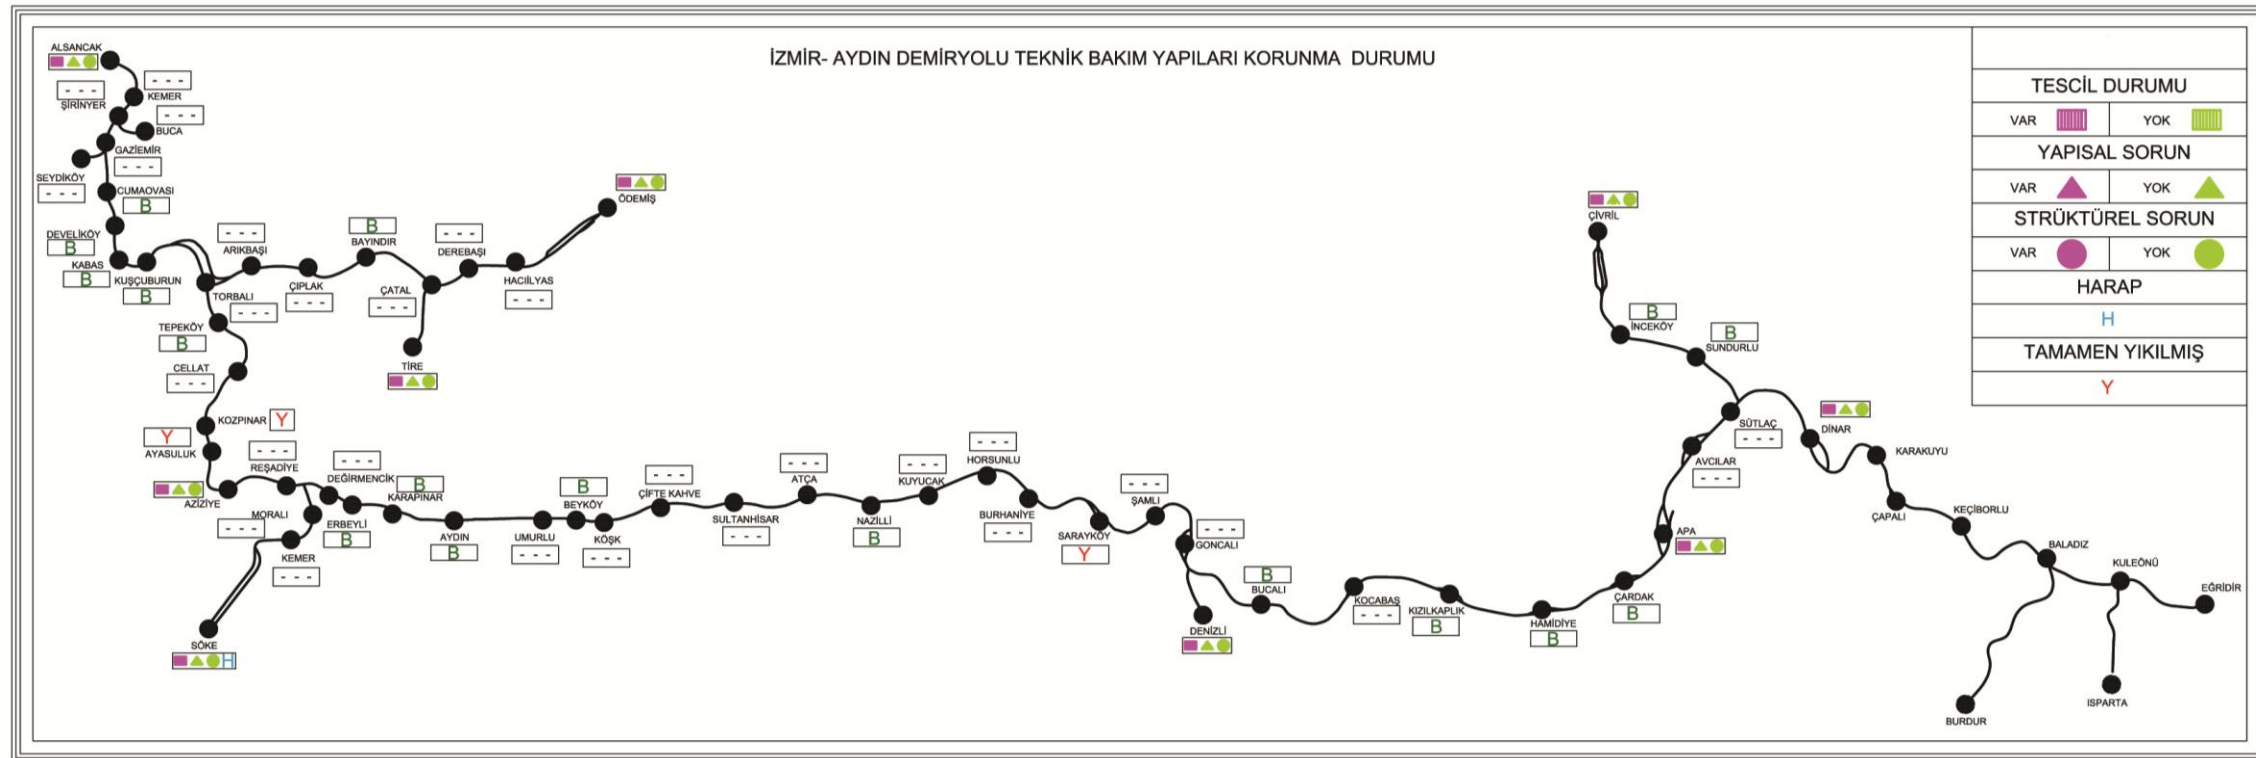 İZMİR- AYDIN DEMİRYOLU TEKNİK BAKIM YAPILARI KORUNMA DURUMU
TESCİL DURUMU
VAR YOK
YAPISAL SORUN
VAR YOK
STRÜKTÜREL SORUN
VAR YOK
HARAP
H
TAMAMEN YIKILMIŞ
Y
ALSANCAK
- - -
KEMER
- - -
ŞİRİNYER
- - -
BUCA
GAZİEMİR
- - -
SEYDİKÖY
- - -
CUMAOVASI
B
DEVELİKÖY
B
KABAS
B
KUŞÇUBURUN
B
TORBALI
- - -
- - -
ARIKBAŞI
ÇIPLAK
- - -
B
BAYINDIR
ÇATAL
- - -
- - -
DEREBAŞI
HACIİLYAS
- - -
ÖDEMİŞ
TİRE
TEPEKÖY
B
CELLAT
- - -
KOZPINAR Y
Y
AYASULUK
AZİZİYE
- - -
REŞADİYE
MORALI
- - -
KEMER
- - -
SÖKE
H
- - -
DEĞİRMENCİK
ERBEYLİ
B
B
KARAPINAR
AYDIN
B
UMURLU
- - -
B
BEYKÖY
KÖŞK
- - -
- - -
ÇİFTE KAHVE
SULTANHİSAR
- - -
- - -
ATÇA
NAZİLLİ
B
- - -
KUYUCAK
- - -
HORSUNLU
BURHANİYE
- - -
SARAYKÖY
Y
- - -
ŞAMLI
- - -
GONCALI
DENİZLİ
B
BUCALI
KOCABAŞ
- - -
KIZILKAPLIK
B
HAMİDİYE
B
ÇARDAK
B
APA
AVCILAR
- - -
SÜTLAÇ
- - -
B
SUNDURLU
B
İNCEKÖY
ÇİVRİL
DİNAR
KARAKUYU
ÇAPALI
KEÇİBORLU
BALADIZ
KULEÖNÜ
EĞRİDİR
ISPARTA
BURDUR